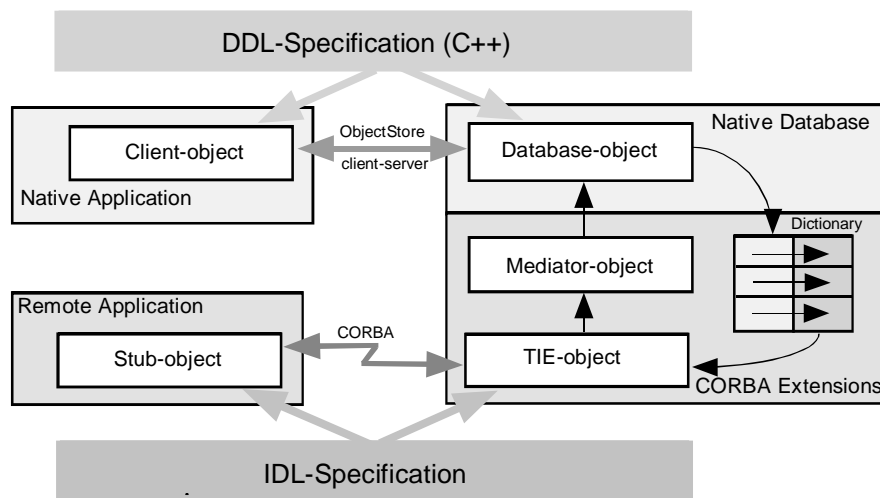 DDL-Specification (C++)
ObjectStore
Native Database
Client-object
Database-object
client-server
Native Application
Dictionary
Mediator-object
Remote Application
CORBA
Stub-object
TIE-object
CORBA Extensions
IDL-Specification